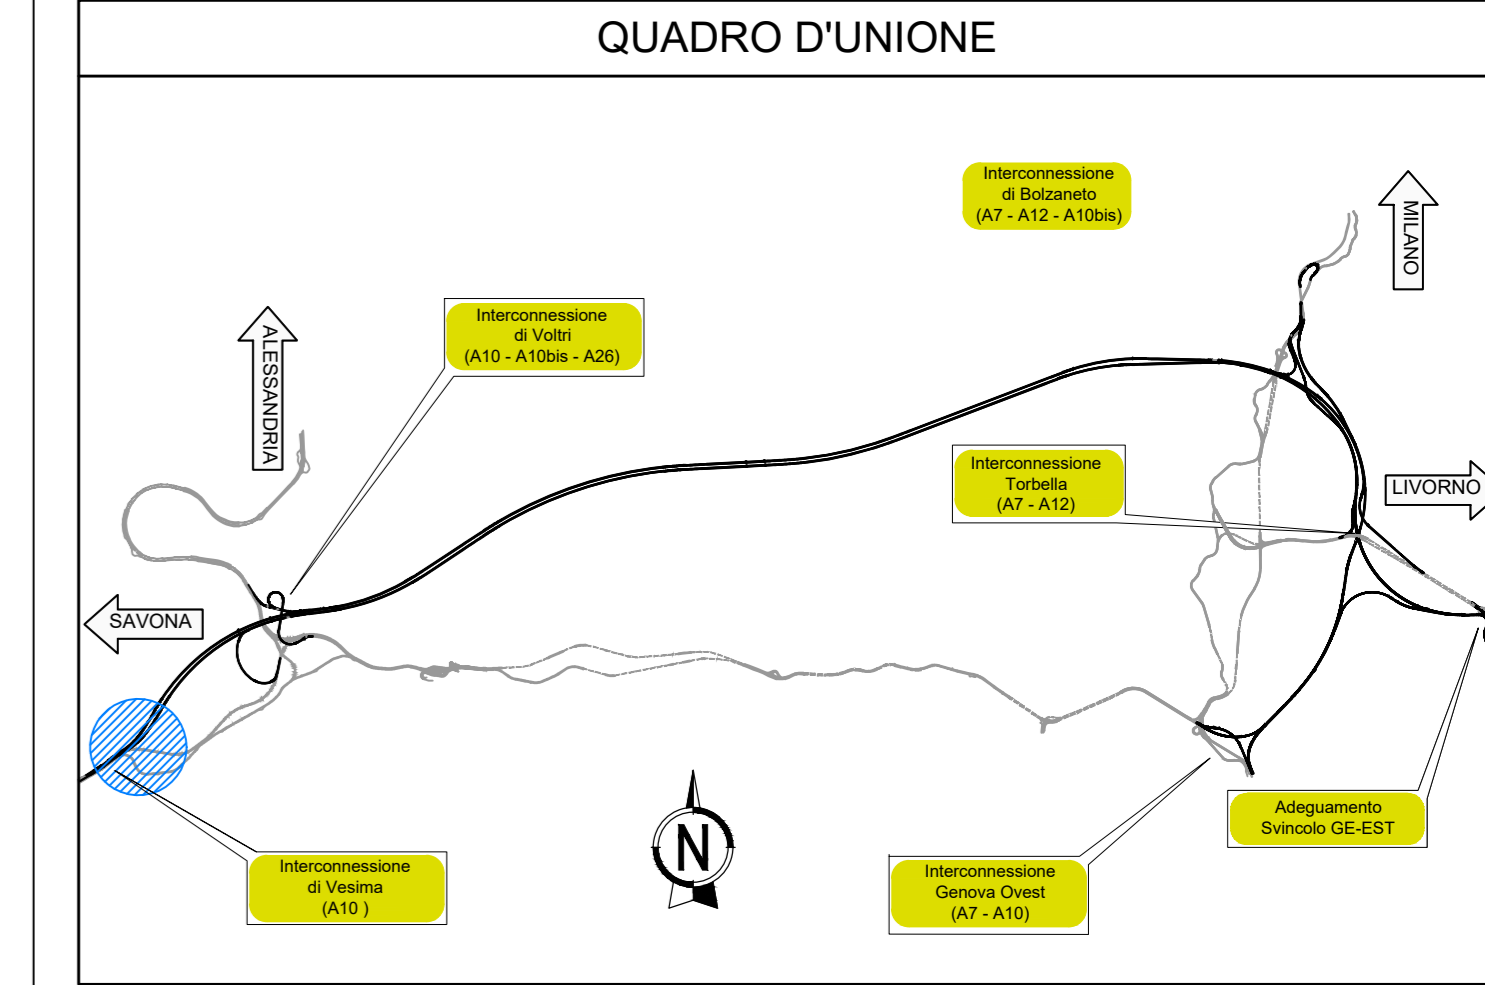 QUADRO D'UNIONE
Interconnessione
di Bolzaneto
(A7 - A12 - A10bis)
MILANO
Interconnessione
di Voltri
(A10 - A10bis - A26)
ALESSANDRIA
Interconnessione
Torbella
(A7 - A12)
LIVORNO
SAVONA
Adeguamento
Svincolo GE-EST
Interconnessione
di Vesima
(A10 )
N
Interconnessione
Genova Ovest
(A7 - A10)